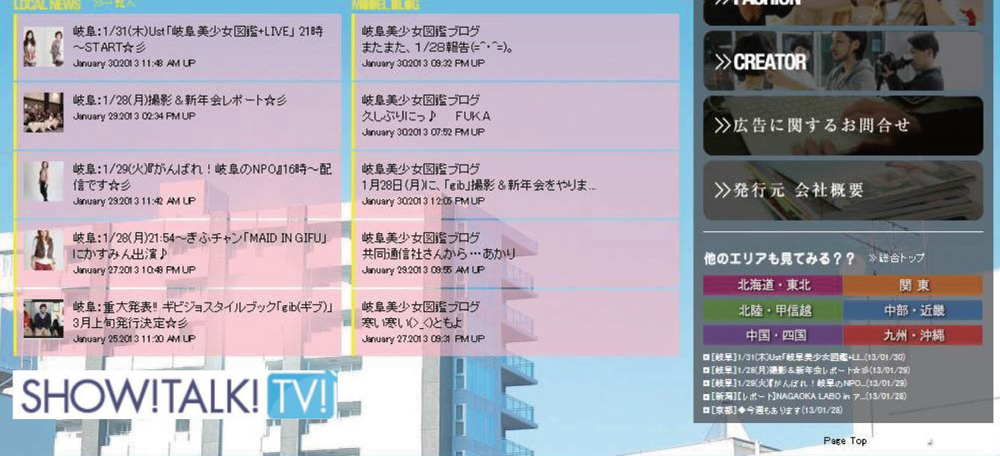 LOCAL NEWS >>一覧へ
岐阜：1/31(木)Ust「岐阜美少女図鑑+LIVE」 21時
～START☆彡
January 30.2013 11:48 AM UP
岐阜：1/28(月)撮影＆新年会レポート☆彡
January 29.2013 02:34 PM UP
岐阜：1/29(火)『がんばれ！岐阜のNPO』16時～配
信です☆彡
January 29.2013 11:42 AM UP
岐阜：1/28(月)21:54～ぎふチャン「MAID IN GIFU」
にかすみん出演♪
January 27.2013 10:49 PM UP
岐阜：重大発表!! ギビジョスタイルブック「gib(ギブ)」
3月上旬発行決定☆彡
January 25.2013 11:20 AM UP
SHOW!TALK! TV!
MODEL BLOG
岐阜美少女図鑑ブログ
またまた、1/28報告(=^・^=)。
January 30.2013 09:32 PM UP
岐阜美少女図鑑ブログ
久しぶりにっ♪ FUKA
January 30.2013 07:52 PM UP
岐阜美少女図鑑ブログ
1月28日(月)に、「gib」撮影＆新年会をやりま...
January 30.2013 12:05 PM UP
岐阜美少女図鑑ブログ
共同通信社さんから…あかり
January 29.2013 09:55 AM UP
岐阜美少女図鑑ブログ
寒い寒い(>_<)ともよ
January 27.2013 09:31 PM UP
>>FASHION
>>CREATOR
>>広告に関するお問合せ
>>発行元 会社概要
他のエリアも見てみる？？ >>総合トップ
北海道・東北 関東
北陸・甲信越 中部・近畿
中国・四国 九州・沖縄
[岐阜]1/31(木)Ust「岐阜美少女図鑑+LI...(13/01/30)
[岐阜]1/28(月)撮影＆新年会レポート☆彡(13/01/29)
[岐阜]1/29(火)『がんばれ！岐阜のNPO...(13/01/29)
[新潟]【レポート】NAGAOKA LABO in ア...(13/01/28)
[京都]◆今週もあります(13/01/28)
Page Top